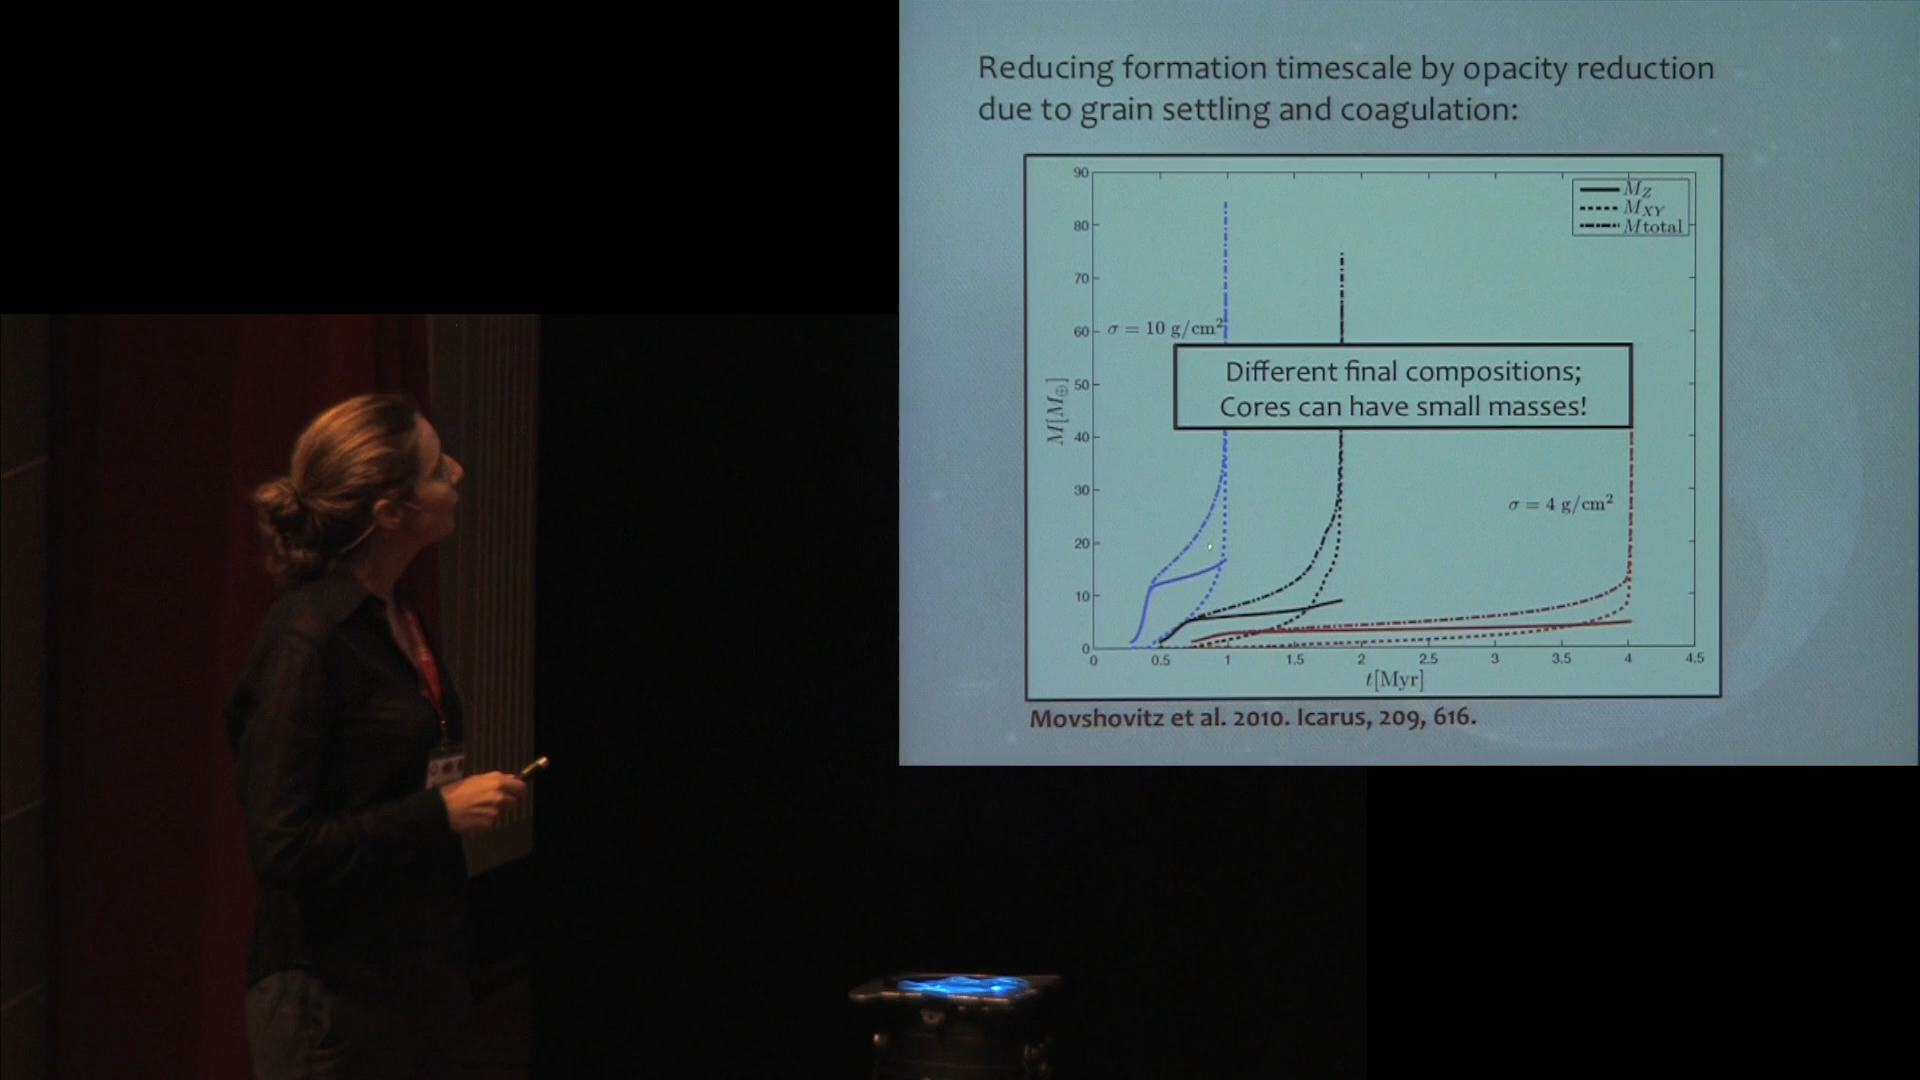 Reducing formation timescale by opacity reduction
due to grain settling and coagulation:
90
80
70
60
50
40
30
20
10
0
M[M⊕]
M_Z
M_XY
Mtotal
σ = 10 g/cm²
Different final compositions;
Cores can have small masses!
σ = 4 g/cm²
0 0.5 1 1.5 2 2.5 3 3.5 4 4.5
t[Myr]
Movshovitz et al. 2010. Icarus, 209, 616.